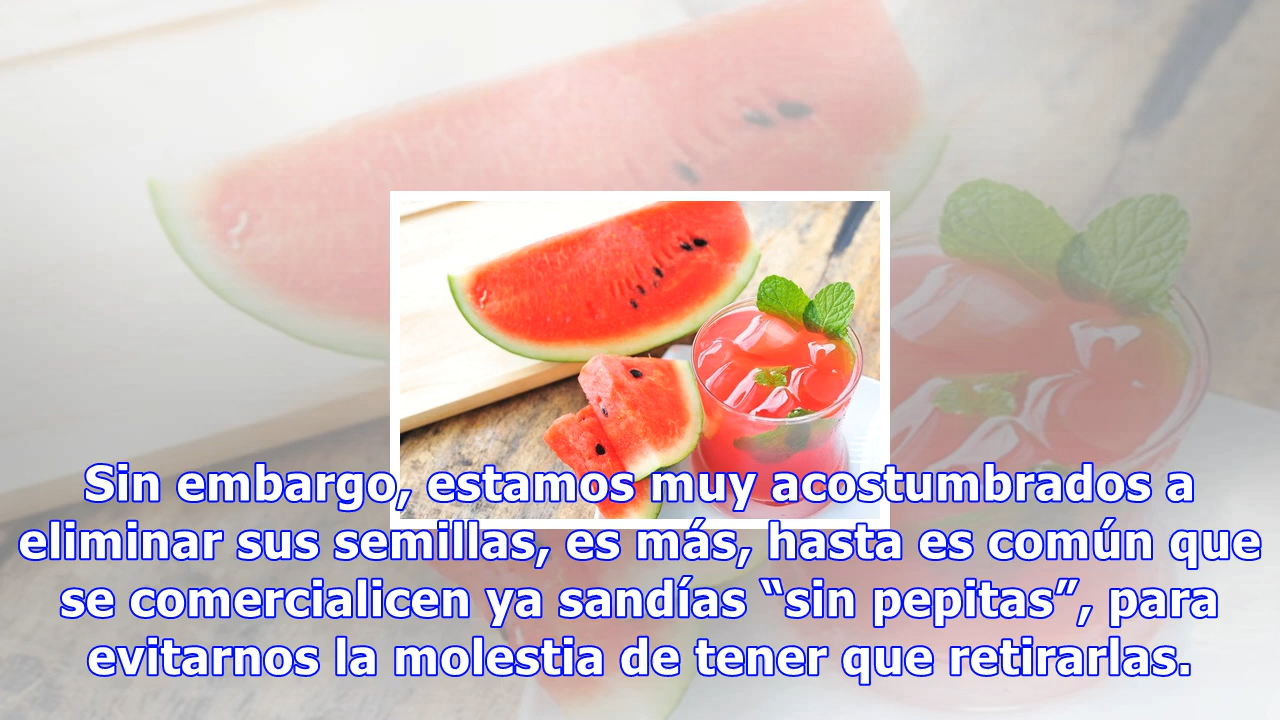 Sin embargo, estamos muy acostumbrados a
eliminar sus semillas, es más, hasta es común que
se comercialicen ya sandías “sin pepitas”, para
evitarnos la molestia de tener que retirarlas.